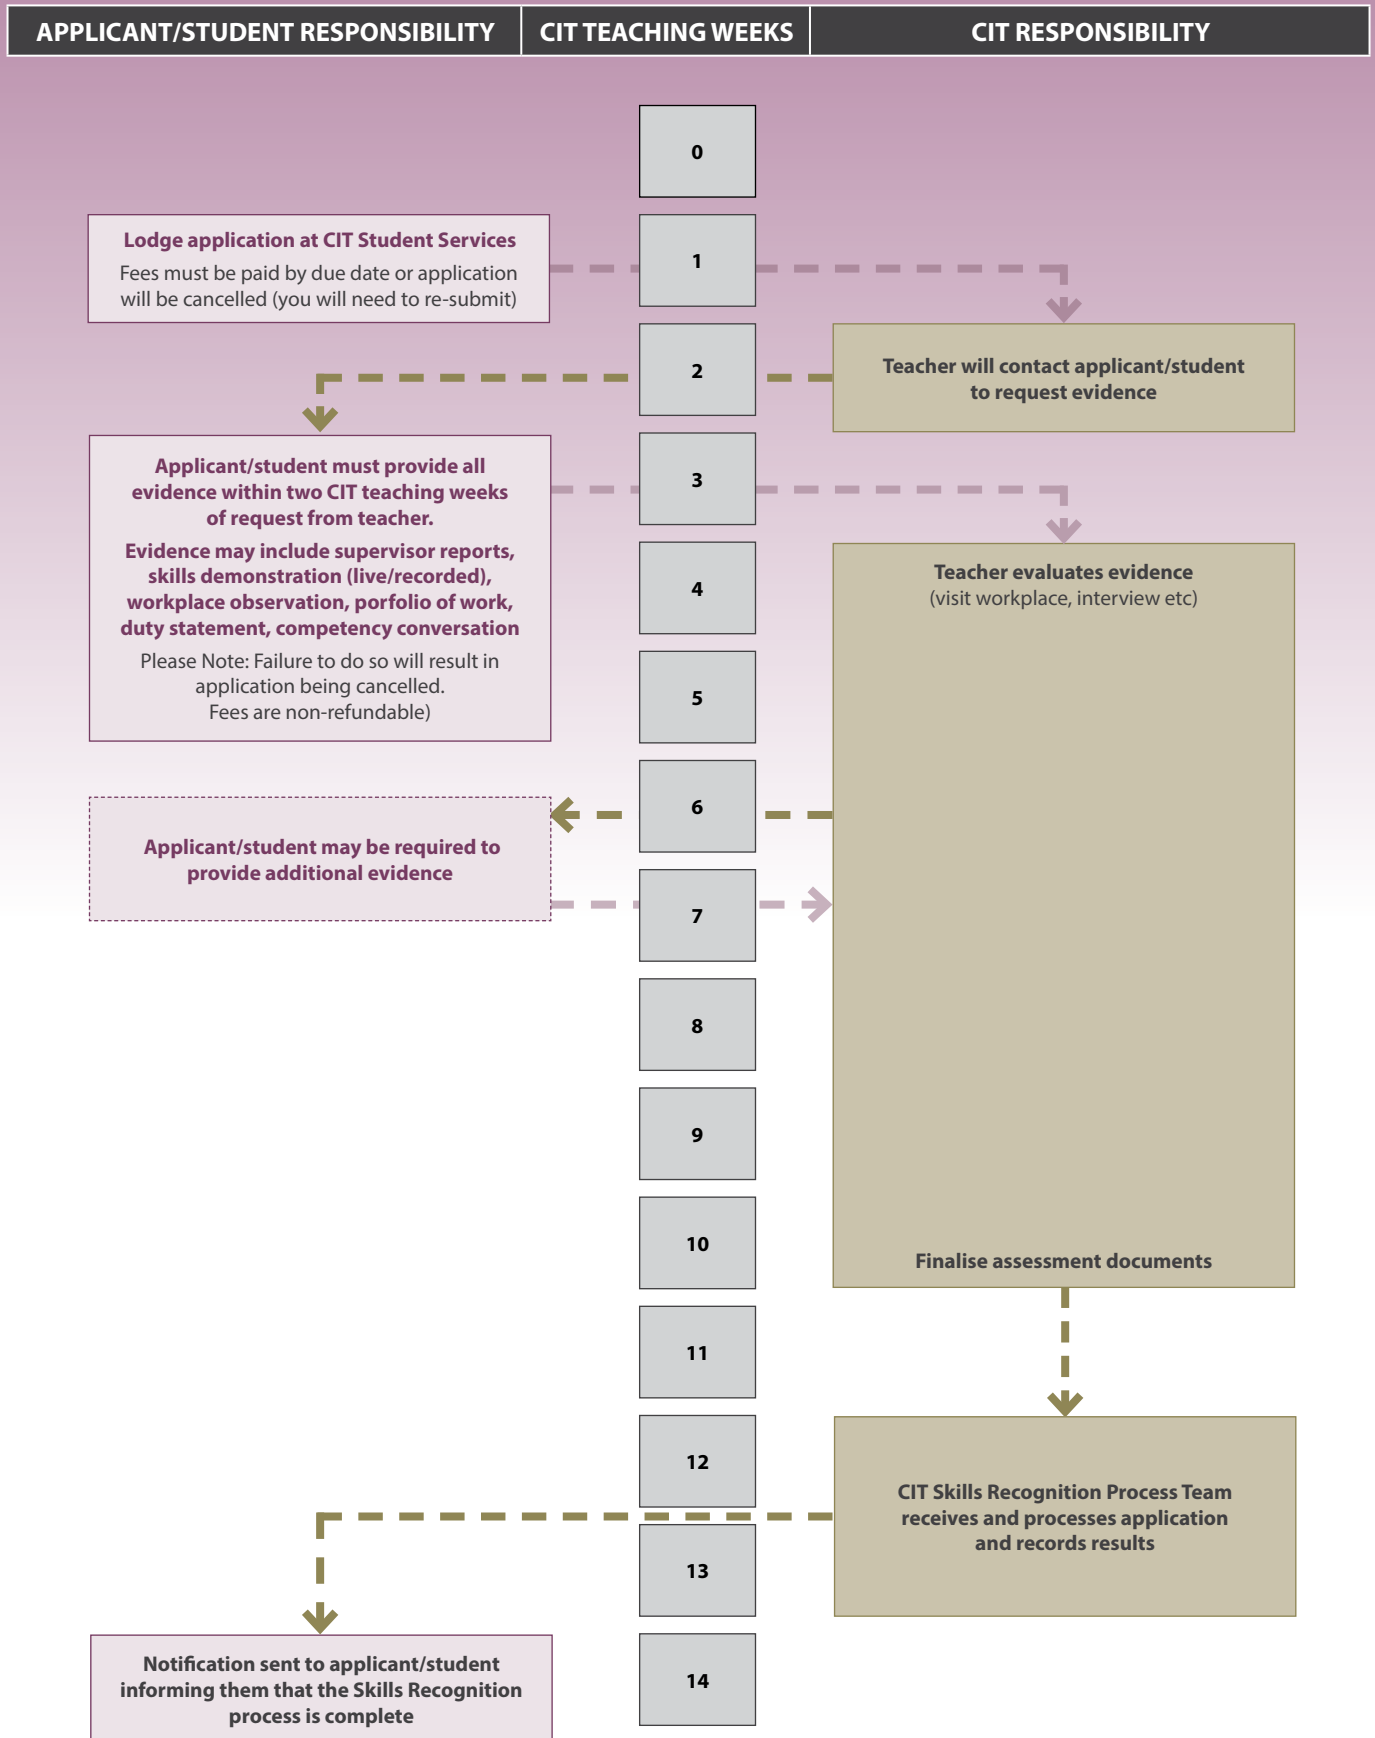 APPLICANT/STUDENT RESPONSIBILITY
CIT TEACHING WEEKS
CIT RESPONSIBILITY
0
Lodge application at CIT Student Services
Fees must be paid by due date or application
will be cancelled (you will need to re-submit)
1
2
Teacher will contact applicant/student
to request evidence
Applicant/student must provide all
evidence within two CIT teaching weeks
of request from teacher.
Evidence may include supervisor reports,
skills demonstration (live/recorded),
workplace observation, porfolio of work,
duty statement, competency conversation
Please Note: Failure to do so will result in
application being cancelled.
Fees are non-refundable)
3
4
5
Teacher evaluates evidence
(visit workplace, interview etc)
6
Applicant/student may be required to
provide additional evidence
7
8
9
10
Finalise assessment documents
11
12
CIT Skills Recognition Process Team
receives and processes application
and records results
13
Notification sent to applicant/student
informing them that the Skills Recognition
process is complete
14